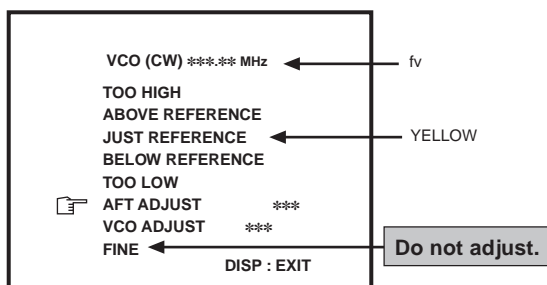 VCO (CW) ***.** MHz fv
TOO HIGH
ABOVE REFERENCE
JUST REFERENCE YELLOW
BELOW REFERENCE
TOO LOW
☞ AFT ADJUST ***
VCO ADJUST ***
FINE Do not adjust.
DISP : EXIT